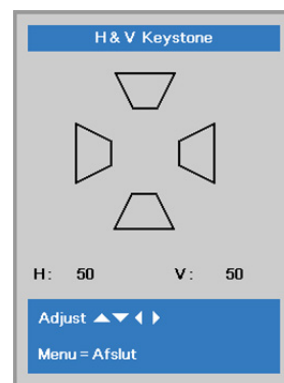 H & V Keystone
H: 50 V: 50
Adjust ▲▼◀▶
Menu = Afslut